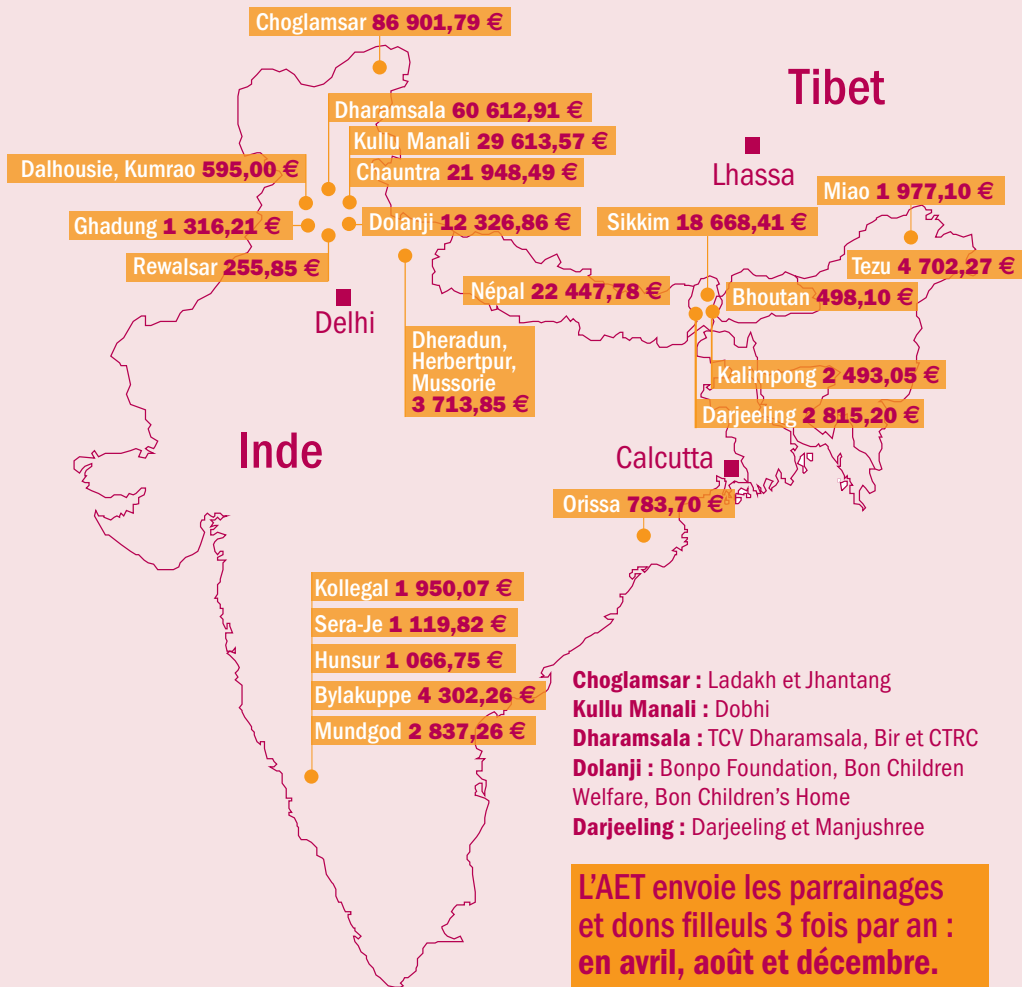 Choglamsar 86 901,79 €
Tibet
Dharamsala 60 612,91 €
Kullu Manali 29 613,57 €
Lhassa
Dalhousie, Kumrao 595,00 €
Chauntra 21 948,49 €
Miao 1 977,10 €
Ghadung 1 316,21 €
Dolanji 12 326,86 €
Sikkim 18 668,41 €
Rewalsar 255,85 €
Tezu 4 702,27 €
Népal 22 447,78 €
Bhoutan 498,10 €
Delhi
Dheradun,
Herbertpur,
Mussorie
3 713,85 €
Kalimpong 2 493,05 €
Darjeeling 2 815,20 €
Inde
Calcutta
Orissa 783,70 €
Kollegal 1 950,07 €
Sera-Je 1 119,82 €
Hunsur 1 066,75 €
Bylakuppe 4 302,26 €
Mundgod 2 837,26 €
Choglamsar : Ladakh et Jhantang
Kullu Manali : Dobhi
Dharamsala : TCV Dharamsala, Bir et CTRC
Dolanji : Bonpo Foundation, Bon Children
Welfare, Bon Children's Home
Darjeeling : Darjeeling et Manjushree
L'AET envoie les parrainages
et dons filleuls 3 fois par an :
en avril, août et décembre.